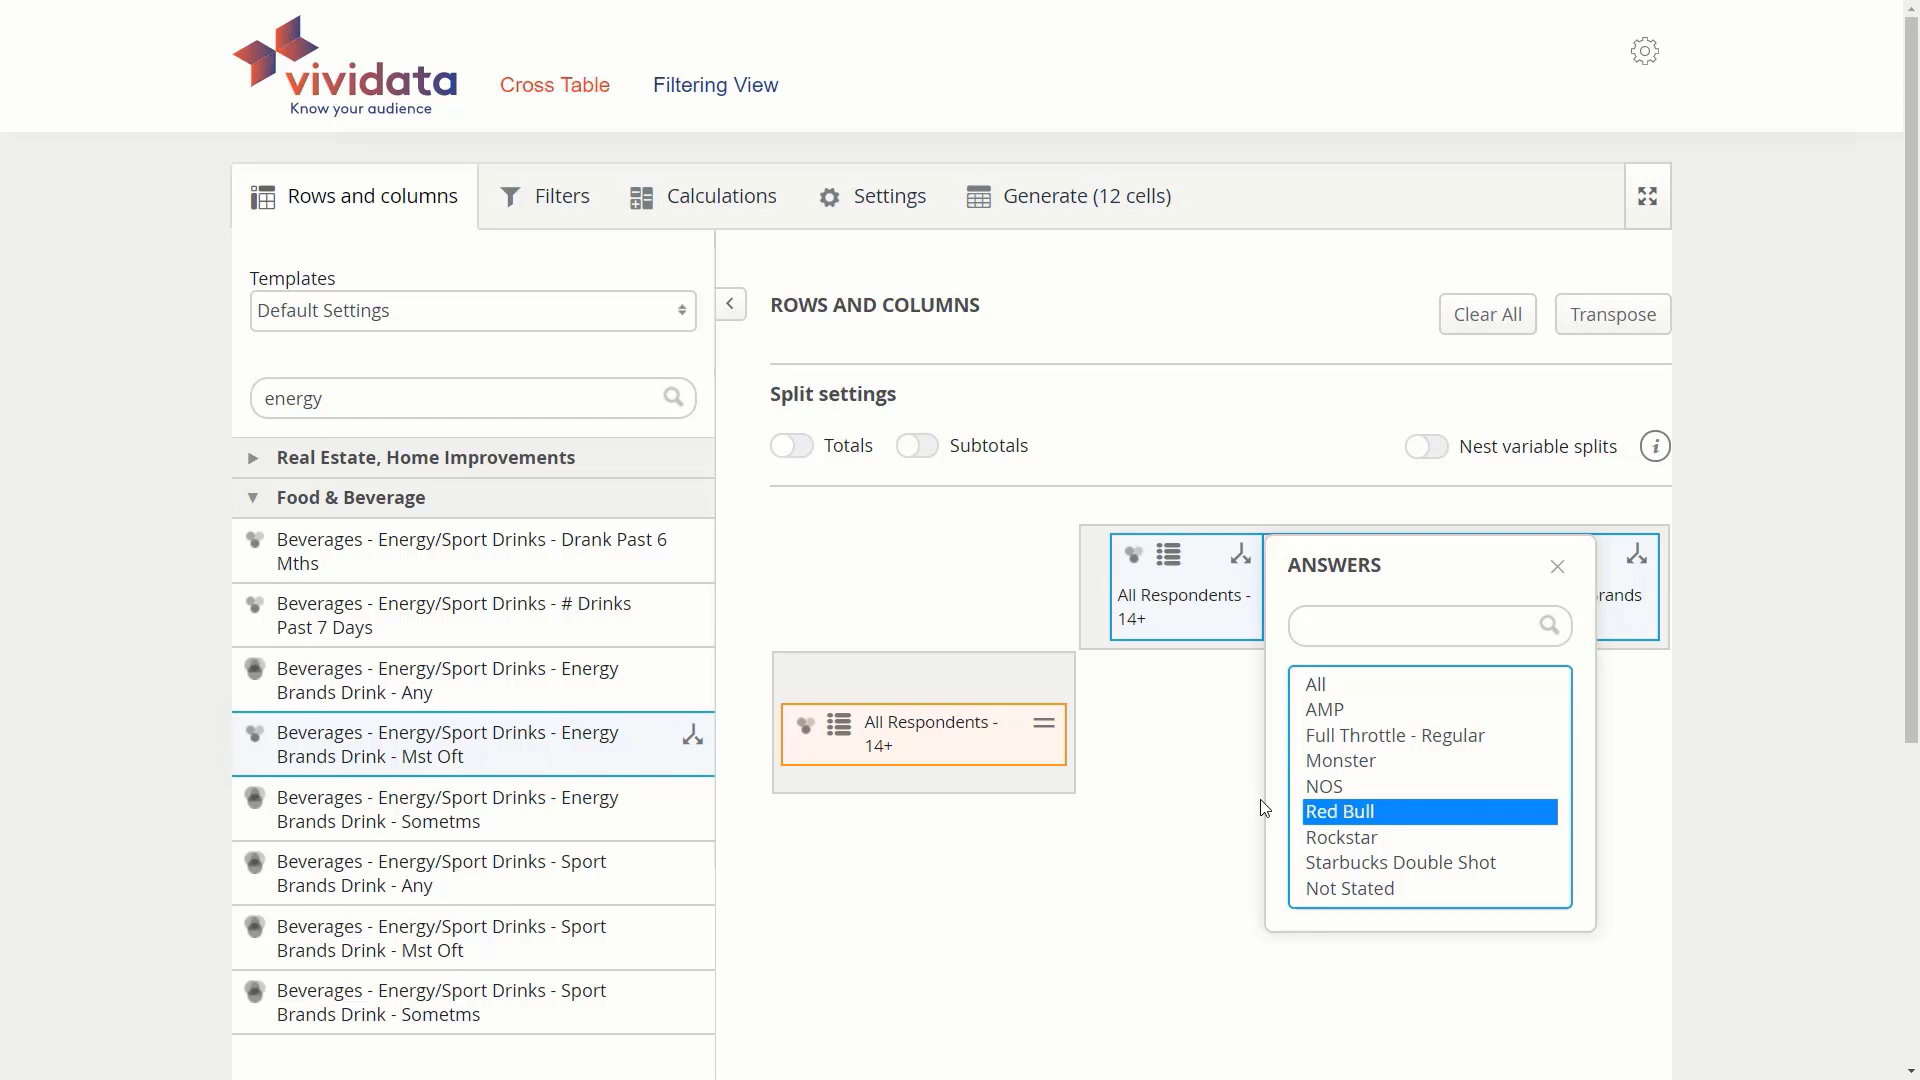 vividata
Know your audience
Cross Table
Filtering View
Rows and columns
Filters
Calculations
Settings
Generate (12 cells)
Templates
Default Settings
energy
Real Estate, Home Improvements
Food & Beverage
Beverages - Energy/Sport Drinks - Drank Past 6
Mths
Beverages - Energy/Sport Drinks - # Drinks
Past 7 Days
Beverages - Energy/Sport Drinks - Energy
Brands Drink - Any
Beverages - Energy/Sport Drinks - Energy
Brands Drink - Mst Oft
Beverages - Energy/Sport Drinks - Energy
Brands Drink - Sometms
Beverages - Energy/Sport Drinks - Sport
Brands Drink - Any
Beverages - Energy/Sport Drinks - Sport
Brands Drink - Mst Oft
Beverages - Energy/Sport Drinks - Sport
Brands Drink - Sometms
ROWS AND COLUMNS
Clear All
Transpose
Split settings
Totals
Subtotals
Nest variable splits
i
All Respondents -
14+
rands
All Respondents -
14+
ANSWERS
All
AMP
Full Throttle - Regular
Monster
NOS
Red Bull
Rockstar
Starbucks Double Shot
Not Stated